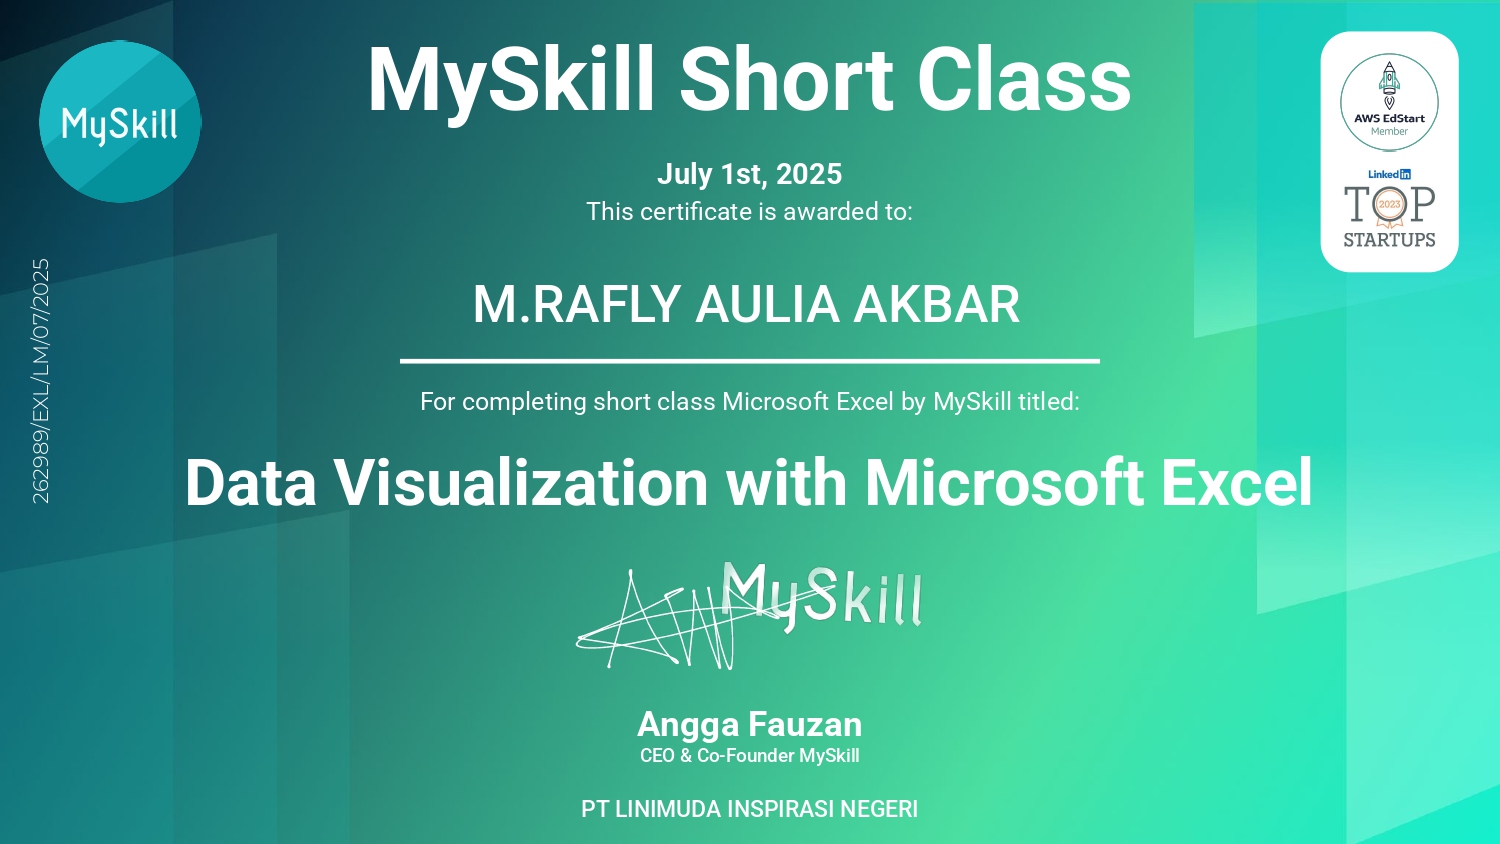 MySkill
MySkill Short Class
AWS EdStart
Member
Linked in
TOP
2023
STARTUPS
July 1st, 2025
This certificate is awarded to:
M.RAFLY AULIA AKBAR
262989/EXL/LM/07/2025
For completing short class Microsoft Excel by MySkill titled:
Data Visualization with Microsoft Excel
MySkill
Angga Fauzan
CEO & Co-Founder MySkill
PT LINIMUDA INSPIRASI NEGERI